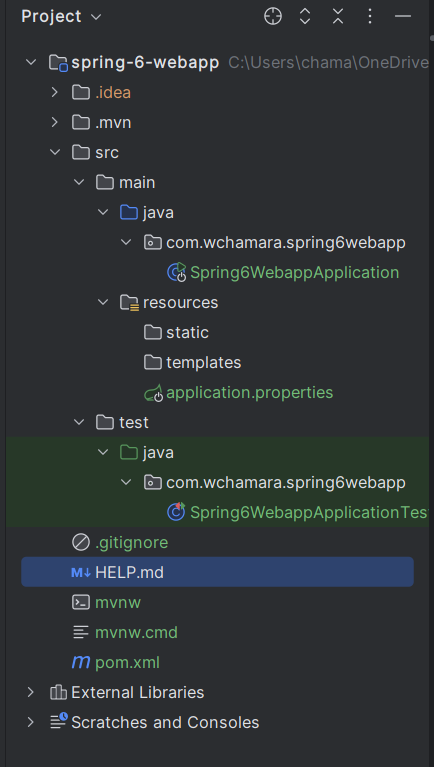 Project
spring-6-webapp C:\Users\chama\OneDrive
.idea
.mvn
src
main
java
com.wchamara.spring6webapp
Spring6WebappApplication
resources
static
templates
application.properties
test
java
com.wchamara.spring6webapp
Spring6WebappApplicationTes
.gitignore
M↓ HELP.md
mvnw
mvnw.cmd
m pom.xml
External Libraries
Scratches and Consoles